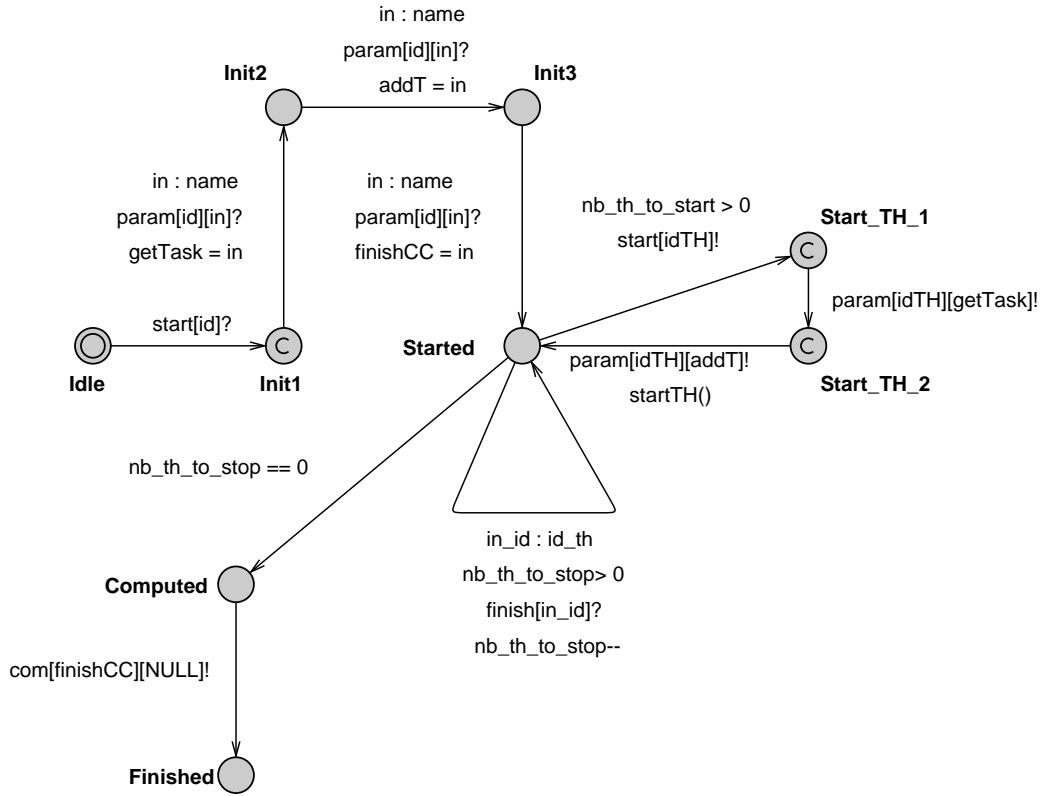 in : name
param[id][in]?
addT = in
Init2
Init3
in : name
param[id][in]?
getTask = in
in : name
param[id][in]?
finishCC = in
nb_th_to_start > 0
start[idTH]!
Start_TH_1
C
param[idTH][getTask]!
start[id]?
Idle
C
Init1
Started
param[idTH][addT]!
startTH()
C
Start_TH_2
nb_th_to_stop == 0
in_id : id_th
nb_th_to_stop> 0
finish[in_id]?
nb_th_to_stop--
Computed
com[finishCC][NULL]!
Finished